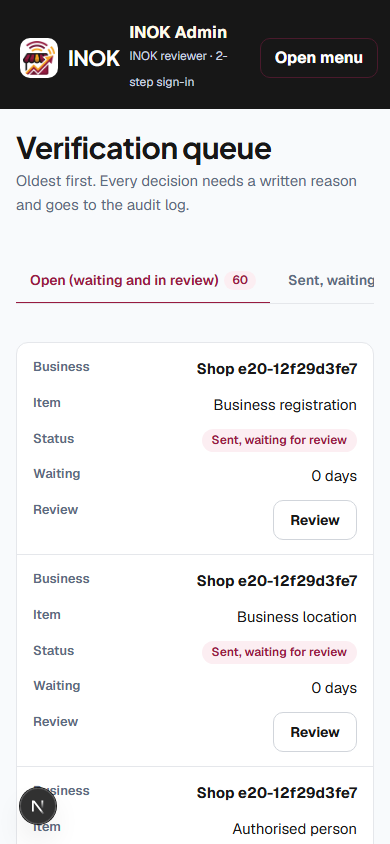 INOK
INOK Admin
INOK reviewer · 2-
step sign-in
Open menu
Verification queue
Oldest first. Every decision needs a written reason
and goes to the audit log.
Open (waiting and in review) 60
Sent, waiting
Business Shop e20-12f29d3fe7
Item Business registration
Status Sent, waiting for review
Waiting 0 days
Review Review
Business Shop e20-12f29d3fe7
Item Business location
Status Sent, waiting for review
Waiting 0 days
Review Review
Business Shop e20-12f29d3fe7
Item Authorised person
N